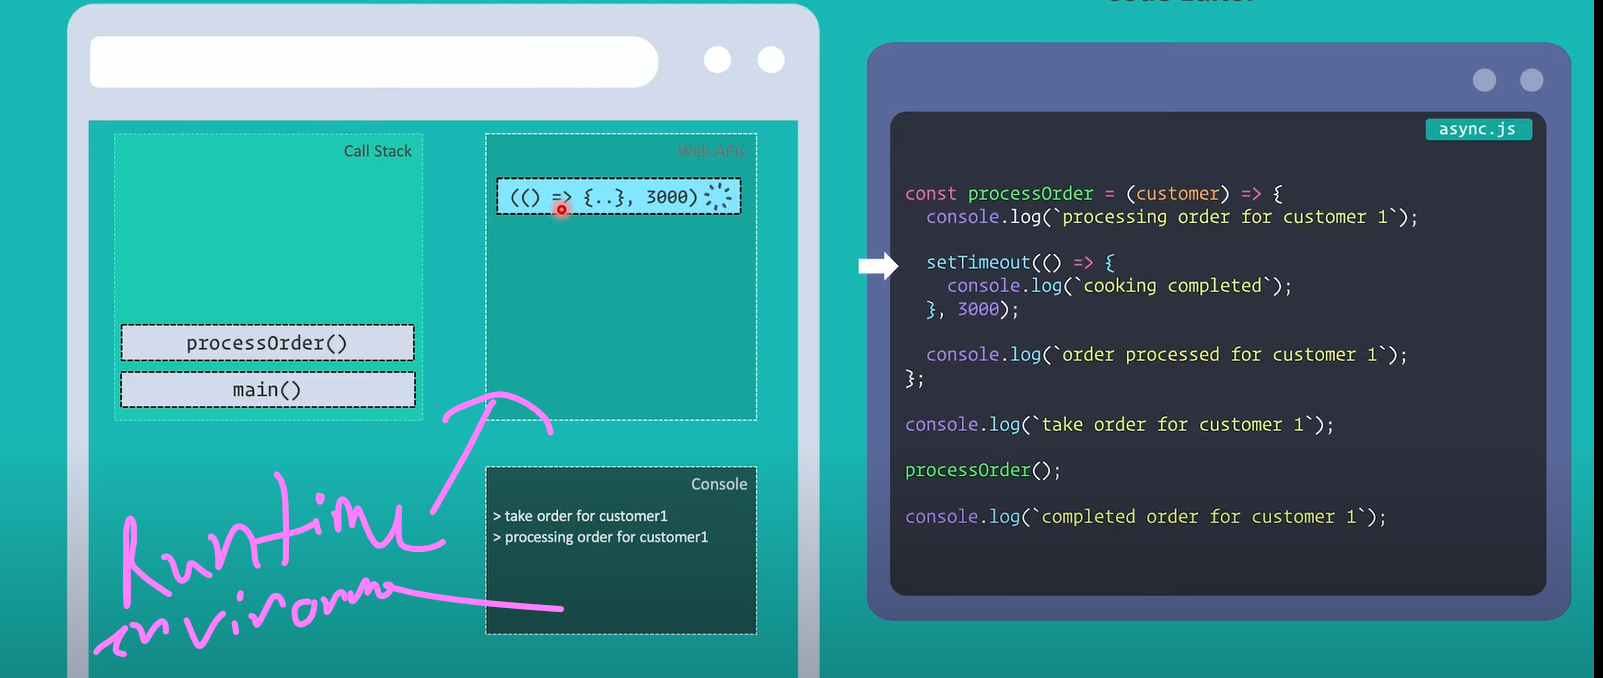 Call Stack
processOrder()
main()
Web APIs
(() => {..}, 3000)
Console
> take order for customer1
> processing order for customer1
Runtime
async.js
const processOrder = (customer) => {
console.log(`processing order for customer 1`);
setTimeout(() => {
console.log(`cooking completed`);
}, 3000);
console.log(`order processed for customer 1`);
};
console.log(`take order for customer 1`);
processOrder();
console.log(`completed order for customer 1`);